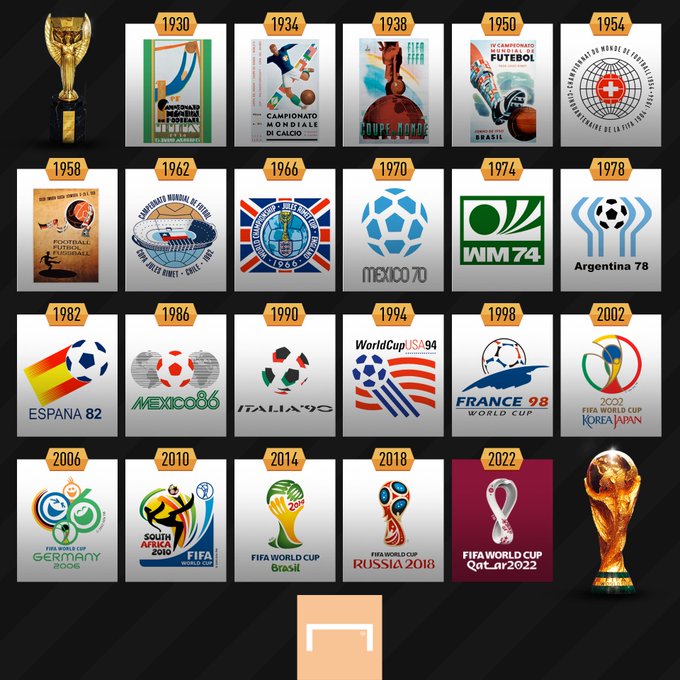 1930
1934
1938
1950
1954
1er
CAMPEONATO
MUNDIAL
FOOTBALL
1930
CAMPIONATO
MONDIALE
DI CALCIO
FIFA
COUPE MONDE
IV CAMPEONATO
MUNDIAL DE
FUTEBOL
BRASIL
CHAMPIONNAT DU MONDE DE FOOTBALL 1954
CINQUANTENAIRE DE LA FIFA 1904-1954
1958
1962
1966
1970
1974
1978
FOOTBALL
FUTBOL
FUSSBALL
CAMPEONATO MUNDIAL DE FUTBOL
COPA JULES RIMET - CHILE - 1962
WORLD CHAMPIONSHIP · JULES RIMET CUP · ENGLAND
·1966·
MEXICO 70
WM 74
Argentina 78
1982
1986
1990
1994
1998
2002
ESPAÑA 82
MEXICO86
ITALIA'90
WorldCupUSA94
FRANCE 98
WORLD CUP
2002
FIFA WORLD CUP
KOREAJAPAN
2006
2010
2014
2018
2022
FIFA WORLD CUP
GERMANY
2006
SOUTH
AFRICA
2010
FIFA
WORLD CUP
2014
FIFA WORLD CUP
Brasil
FIFA WORLD CUP
RUSSIA 2018
FIFA WORLD CUP
Qatar2022